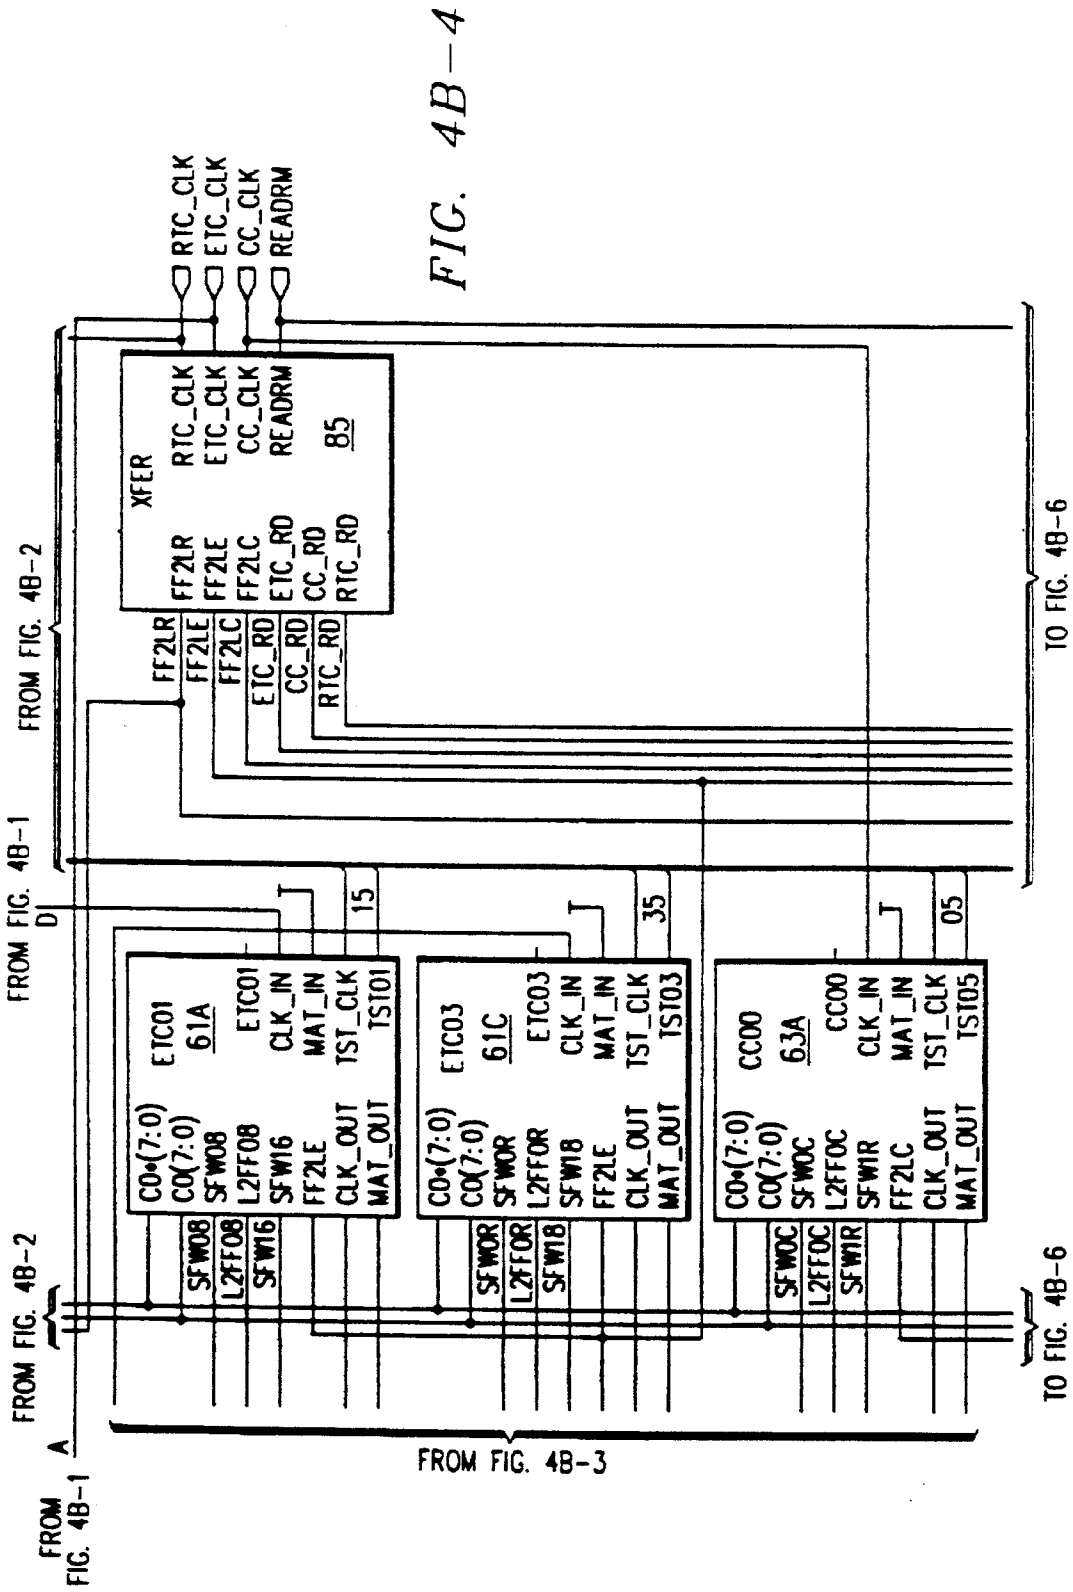 FIG. 4B-4
FROM
FIG. 4B-1
A
FROM FIG. 4B-2
FROM FIG. 4B-1
D
FROM FIG. 4B-2
RTC_CLK
ETC_CLK
CC_CLK
READRM
XFER
85
FF2LR
FF2LE
FF2LC
ETC_RD
CC_RD
RTC_RD
RTC_CLK
ETC_CLK
CC_CLK
READRM
FF2LR
FF2LE
FF2LC
ETC_RD
CC_RD
RTC_RD
ETC01
61A
CO*(7:0)
CO(7:0)
SFW08
L2FF08
SFW16
FF2LE
CLK_OUT
MAT_OUT
ETC01
CLK_IN
MAT_IN
TST_CLK
TST01
SFW08
L2FF08
SFW16
15
ETC03
61C
CO*(7:0)
CO(7:0)
SFW0R
L2FF0R
SFW18
FF2LE
CLK_OUT
MAT_OUT
ETC03
CLK_IN
MAT_IN
TST_CLK
TST03
SFW0R
L2FF0R
SFW18
35
CC00
63A
CO*(7:0)
CO(7:0)
SFW0C
L2FF0C
SFW1R
FF2LC
CLK_OUT
MAT_OUT
CC00
CLK_IN
MAT_IN
TST_CLK
TST05
SFW0C
L2FF0C
SFW1R
05
FROM FIG. 4B-3
TO FIG. 4B-6
TO FIG. 4B-6